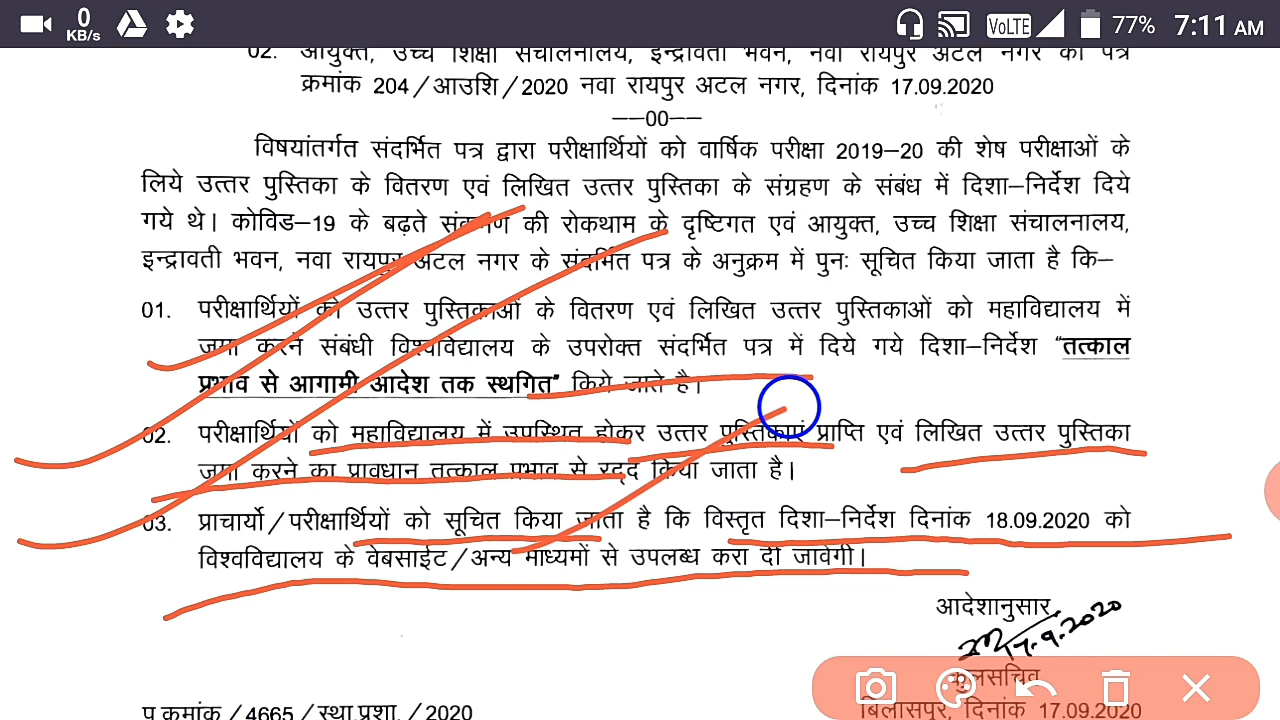 0
KB/s
VoLTE
77%
7:11 AM
02. आयुक्त, उच्च शिक्षा संचालनालय, इन्द्रावती भवन, नवा रायपुर अटल नगर का पत्र
क्रमांक 204/आउशि/2020 नवा रायपुर अटल नगर, दिनांक 17.09.2020
--00--
विषयांतर्गत संदर्भित पत्र द्वारा परीक्षार्थियों को वार्षिक परीक्षा 2019-20 की शेष परीक्षाओं के
लिये उत्तर पुस्तिका के वितरण एवं लिखित उत्तर पुस्तिका के संग्रहण के संबंध में दिशा-निर्देश दिये
गये थे। कोविड-19 के बढ़ते संक्रमण की रोकथाम के दृष्टिगत एवं आयुक्त, उच्च शिक्षा संचालनालय,
इन्द्रावती भवन, नवा रायपुर अटल नगर के संदर्भित पत्र के अनुक्रम में पुनः सूचित किया जाता है कि-
01. परीक्षार्थियों को उत्तर पुस्तिकाओं के वितरण एवं लिखित उत्तर पुस्तिकाओं को महाविद्यालय में
जमा करने संबंधी विश्वविद्यालय के उपरोक्त संदर्भित पत्र में दिये गये दिशा-निर्देश "तत्काल
प्रभाव से आगामी आदेश तक स्थगित" किये जाते है।
02. परीक्षार्थियों को महाविद्यालय में उपस्थित होकर उत्तर पुस्तिकाएं प्राप्ति एवं लिखित उत्तर पुस्तिका
जमा करने का प्रावधान तत्काल प्रभाव से रद्द किया जाता है।
03. प्राचार्यो/परीक्षार्थियों को सूचित किया जाता है कि विस्तृत दिशा-निर्देश दिनांक 18.09.2020 को
विश्वविद्यालय के वेबसाईट/अन्य माध्यमों से उपलब्ध करा दी जावेगी।
आदेशानुसार
17.9.2020
कुलसचिव
बिलासपुर, दिनांक 17.09.2020
पृ.क्रमांक/4665/स्था.प्रशा./2020